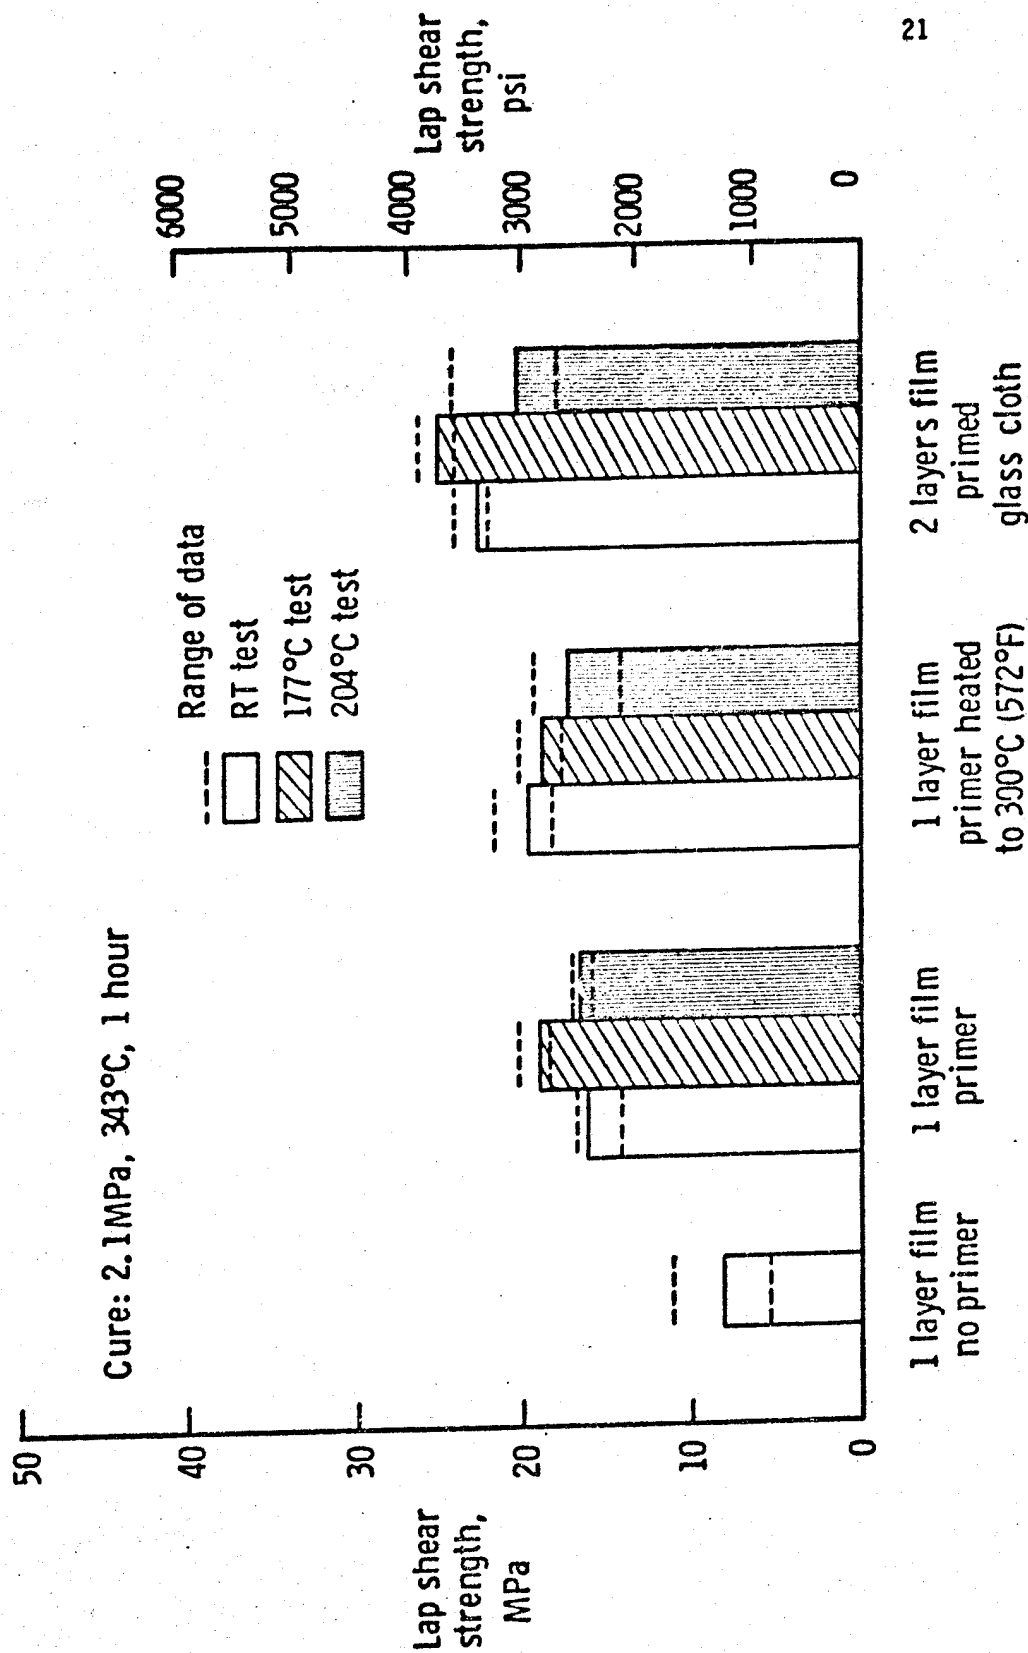 21
Cure: 2.1MPa, 343°C, 1 hour
Range of data
RT test
177°C test
204°C test
Lap shear
strength,
MPa
50
40
30
20
10
0
Lap shear
strength,
psi
6000
5000
4000
3000
2000
1000
0
1 layer film
no primer
1 layer film
primer
1 layer film
primer heated
to 300°C (572°F)
2 layers film
primed
glass cloth